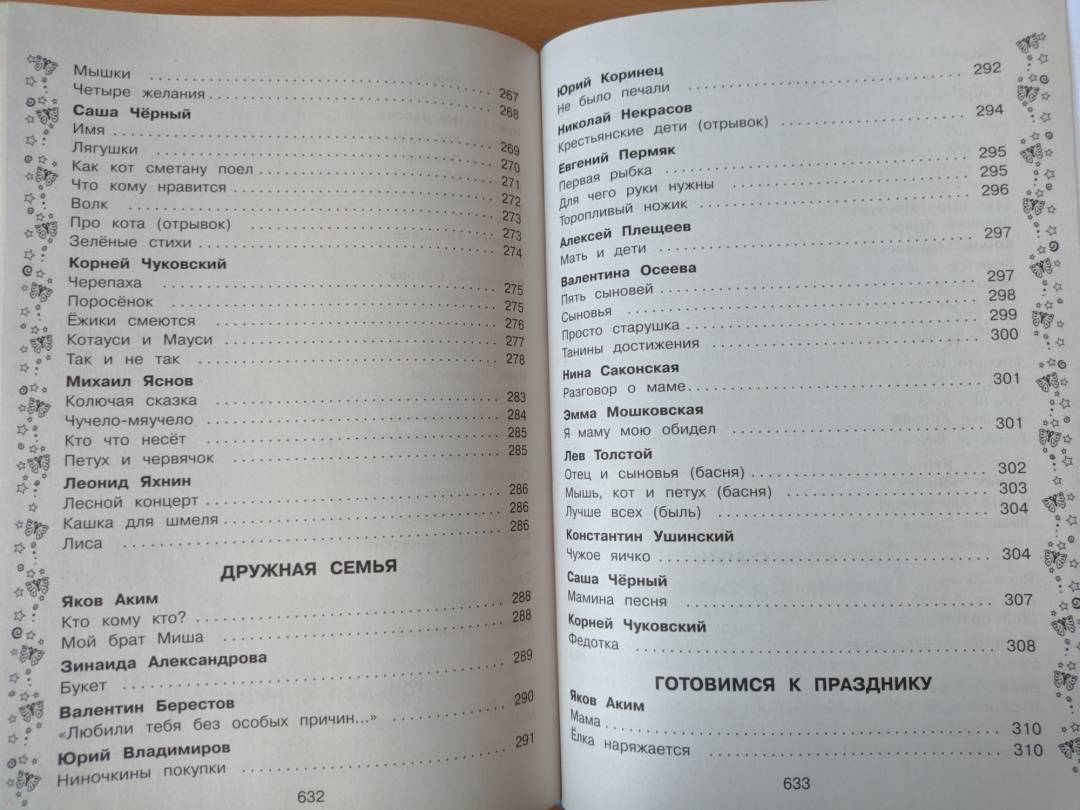 Мышки ... 267
Четыре желания ... 268
Саша Чёрный
Имя ... 269
Лягушки ... 270
Как кот сметану поел ... 271
Что кому нравится ... 272
Волк ... 273
Про кота (отрывок) ... 273
Зелёные стихи ... 274
Корней Чуковский
Черепаха ... 275
Поросёнок ... 275
Ёжики смеются ... 276
Котауси и Мауси ... 277
Так и не так ... 278
Михаил Яснов
Колючая сказка ... 283
Чучело-мяучело ... 284
Кто что несёт ... 285
Петух и червячок ... 285
Леонид Яхнин
Лесной концерт ... 286
Кашка для шмеля ... 286
Лиса ... 286
ДРУЖНАЯ СЕМЬЯ
Яков Аким
Кто кому кто? ... 288
Мой брат Миша ... 288
Зинаида Александрова
Букет ... 289
Валентин Берестов
«Любили тебя без особых причин...» ... 290
Юрий Владимиров
Ниночкины покупки ... 291
632
Юрий Коринец
Не было печали ... 292
Николай Некрасов
Крестьянские дети (отрывок) ... 294
Евгений Пермяк
Первая рыбка ... 295
Для чего руки нужны ... 295
Торопливый ножик ... 296
Алексей Плещеев
Мать и дети ... 297
Валентина Осеева
Пять сыновей ... 297
Сыновья ... 298
Просто старушка ... 299
Танины достижения ... 300
Нина Саконская
Разговор о маме ... 301
Эмма Мошковская
Я маму мою обидел ... 301
Лев Толстой
Отец и сыновья (басня) ... 302
Мышь, кот и петух (басня) ... 303
Лучше всех (быль) ... 304
Константин Ушинский
Чужое яичко ... 304
Саша Чёрный
Мамина песня ... 307
Корней Чуковский
Федотка ... 308
ГОТОВИМСЯ К ПРАЗДНИКУ
Яков Аким
Мама ... 310
Ёлка наряжается ... 310
633